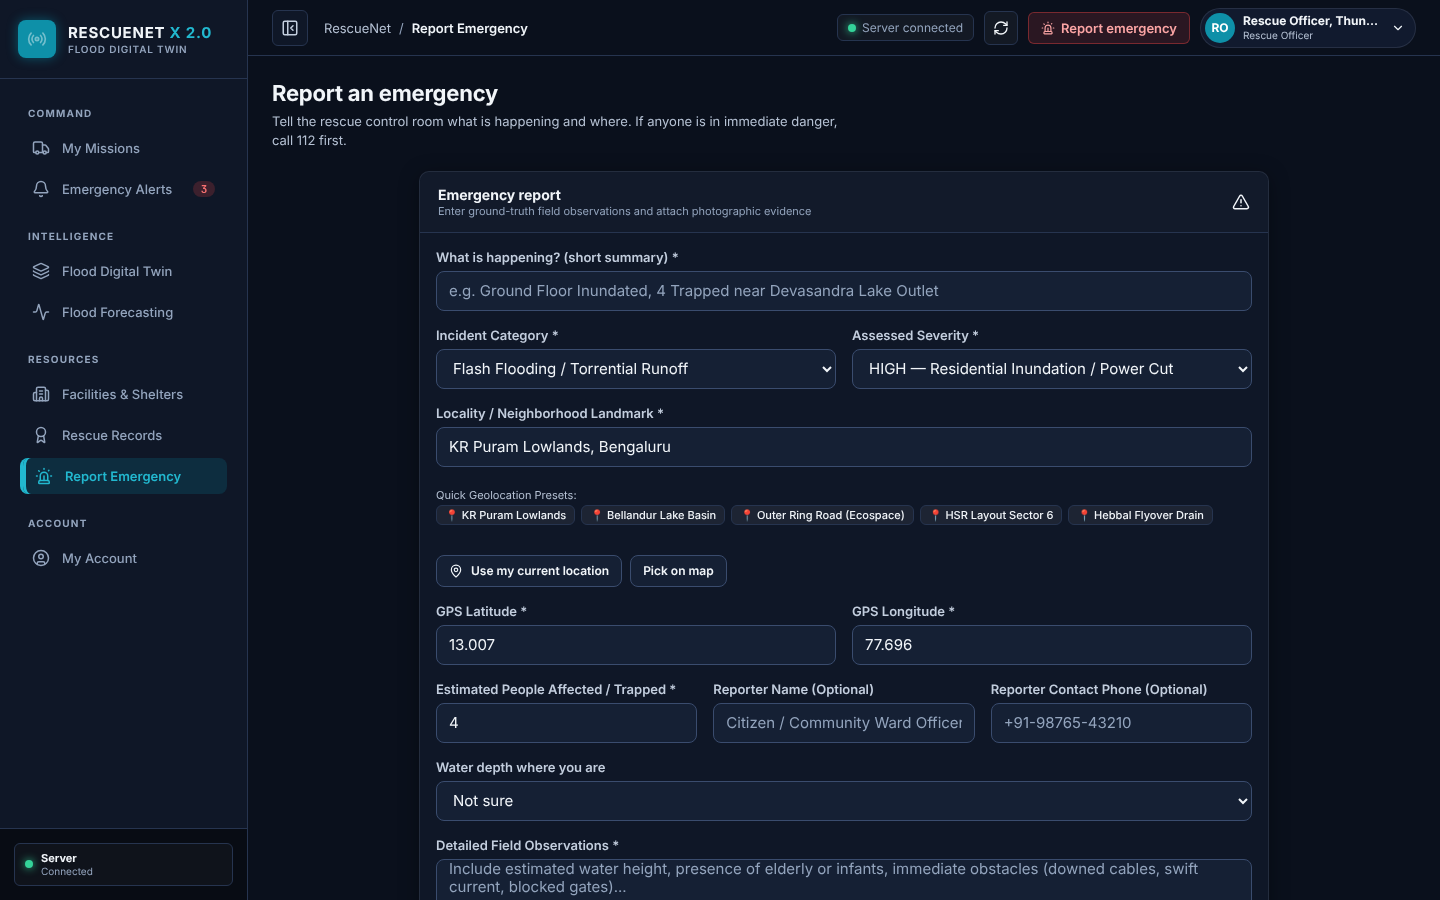 RESCUENET X 2.0
FLOOD DIGITAL TWIN
COMMAND
My Missions
Emergency Alerts 3
INTELLIGENCE
Flood Digital Twin
Flood Forecasting
RESOURCES
Facilities & Shelters
Rescue Records
Report Emergency
ACCOUNT
My Account
Server
Connected
RescueNet / Report Emergency
Server connected
Report emergency
RO
Rescue Officer, Thun...
Rescue Officer
Report an emergency
Tell the rescue control room what is happening and where. If anyone is in immediate danger,
call 112 first.
Emergency report
Enter ground-truth field observations and attach photographic evidence
What is happening? (short summary) *
e.g. Ground Floor Inundated, 4 Trapped near Devasandra Lake Outlet
Incident Category *
Assessed Severity *
Flash Flooding / Torrential Runoff
HIGH — Residential Inundation / Power Cut
Locality / Neighborhood Landmark *
KR Puram Lowlands, Bengaluru
Quick Geolocation Presets:
📍 KR Puram Lowlands
📍 Bellandur Lake Basin
📍 Outer Ring Road (Ecospace)
📍 HSR Layout Sector 6
📍 Hebbal Flyover Drain
Use my current location
Pick on map
GPS Latitude *
GPS Longitude *
13.007
77.696
Estimated People Affected / Trapped *
Reporter Name (Optional)
Reporter Contact Phone (Optional)
4
Citizen / Community Ward Officer
+91-98765-43210
Water depth where you are
Not sure
Detailed Field Observations *
Include estimated water height, presence of elderly or infants, immediate obstacles (downed cables, swift
current, blocked gates)...